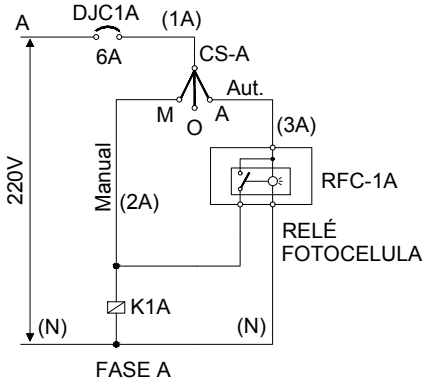 DJC1A
A
(1A)
6A
CS-A
Aut.
M
O
A
(3A)
220V
Manual
(2A)
RFC-1A
RELÉ
FOTOCELULA
K1A
(N)
(N)
FASE A